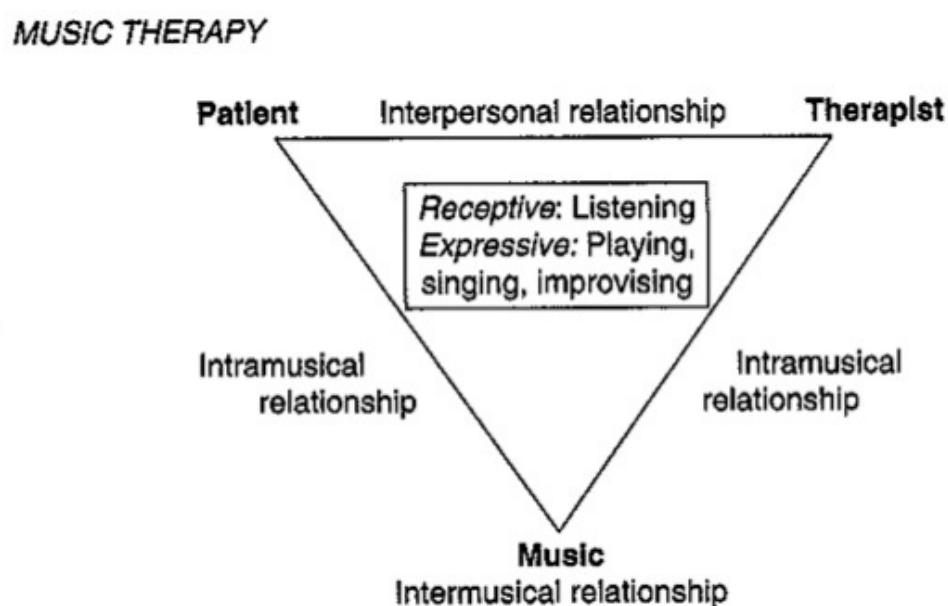 MUSIC THERAPY
Patient
Interpersonal relationship
Therapist
Receptive: Listening
Expressive: Playing,
singing, improvising
Intramusical
relationship
Intramusical
relationship
Music
Intermusical relationship